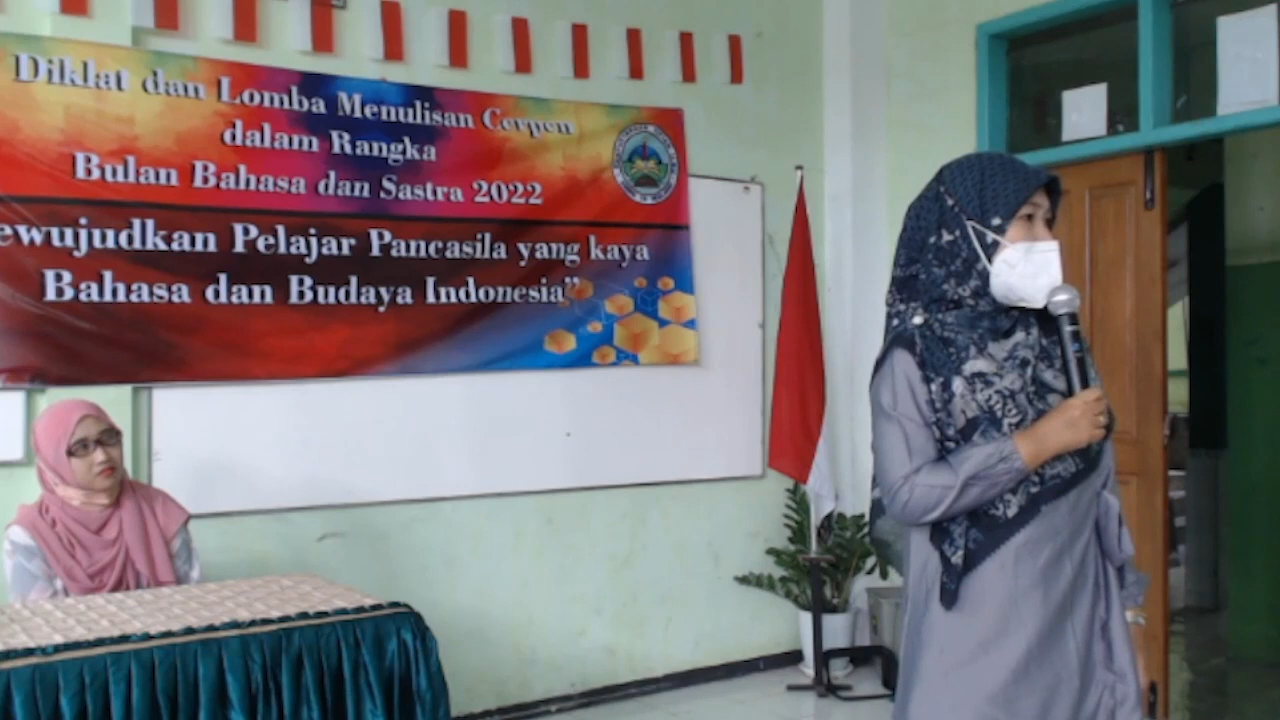 Diklat dan Lomba Menulisan Cerpen
dalam Rangka
Bulan Bahasa dan Sastra 2022
ewujudkan Pelajar Pancasila yang kaya
Bahasa dan Budaya Indonesia”